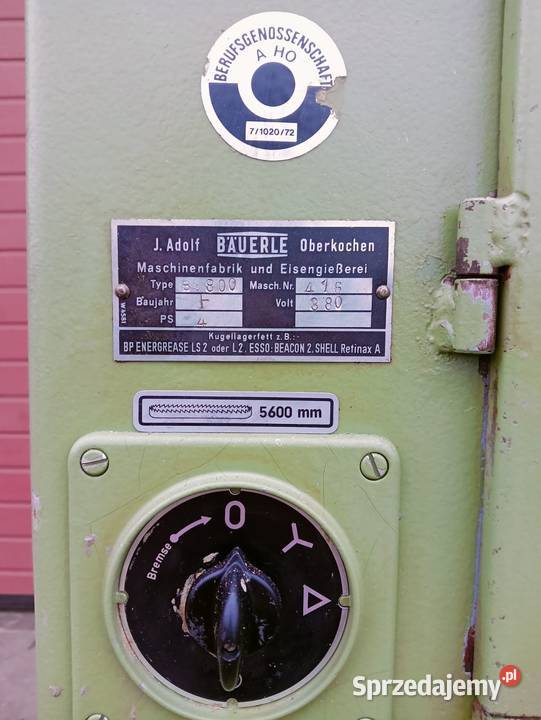 BERUFSGENOSSENSCHAFT
A HO
7/1020/72
J. Adolf BÄUERLE Oberkochen
Maschinenfabrik und Eisengießerei
Type 800 Masch. Nr. 416
Baujahr Volt 380
PS 4
W4581
Kugellagerfett z.B.:-
BP ENERGREASE LS 2 oder L 2. ESSO: BEACON 2. SHELL Retinax A
5600 mm
Bremse 0
Sprzedajemy.pl